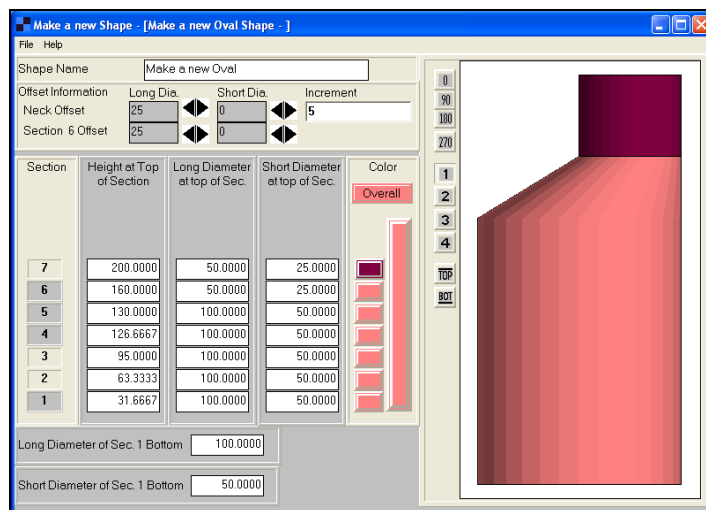 Make a new Shape - [Make a new Oval Shape - ]
File Help
Shape Name Make a new Oval
Offset Information Long Dia. Short Dia. Increment
Neck Offset 25 0 5
Section 6 Offset 25 0
Section Height at Top of Section Long Diameter at top of Sec. Short Diameter at top of Sec. Color
Overall
7 200.0000 50.0000 25.0000
6 160.0000 50.0000 25.0000
5 130.0000 100.0000 50.0000
4 126.6667 100.0000 50.0000
3 95.0000 100.0000 50.0000
2 63.3333 100.0000 50.0000
1 31.6667 100.0000 50.0000
Long Diameter of Sec. 1 Bottom 100.0000
Short Diameter of Sec. 1 Bottom 50.0000
0
90
180
270
1
2
3
4
TOP
BOT